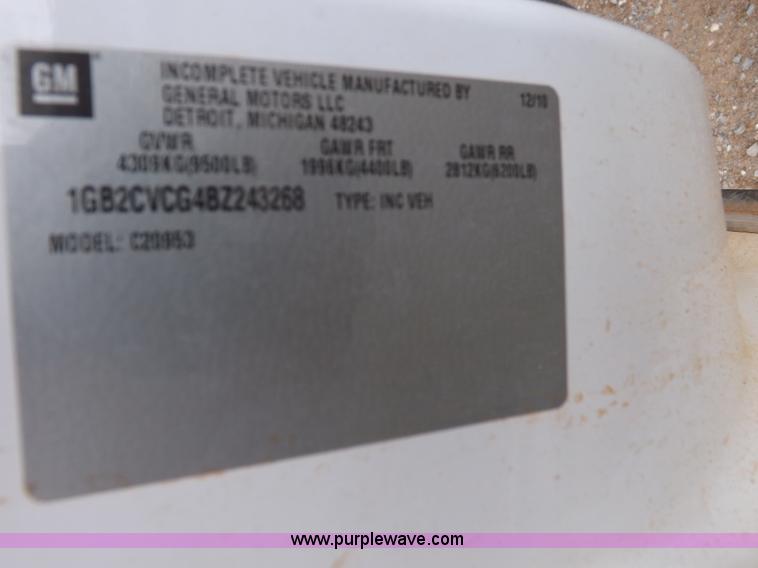 GM
INCOMPLETE VEHICLE MANUFACTURED BY
GENERAL MOTORS LLC 12/10
DETROIT, MICHIGAN 48243
GVWR GAWR FRT GAWR RR
4309KG(9500LB) 1996KG(4400LB) 2812KG(6200LB)
1GB2CVCG4BZ243268 TYPE: INC VEH
MODEL: C20953
www.purplewave.com